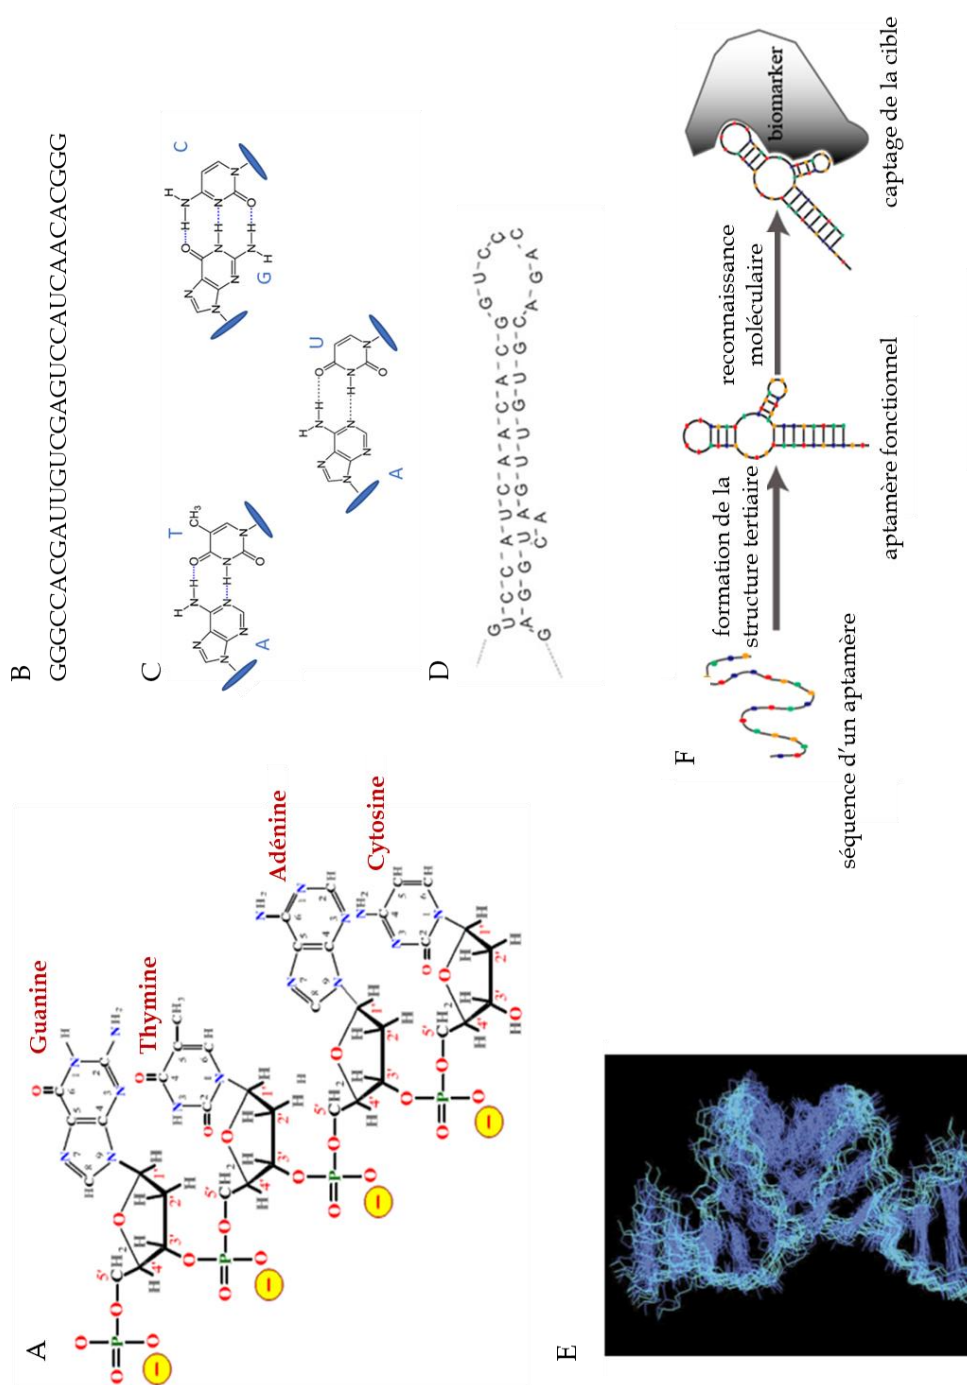 A
Guanine
Thymine
Adénine
Cytosine
B
GGGCCACGAUUGUCGAGUCCAUCAACACGGG
C
T
A
U
A
C
G
D
G U-C-C-A-U-C-A-A-C-A-C-G G-U-C-C
G A-G-G-U-A-G-U-U-G-U-G-C A-G-A-C
C A
E
F
formation de la
structure tertiaire
reconnaissance
moléculaire
biomarker
séquence d'un aptamère
aptamère fonctionnel
captage de la cible